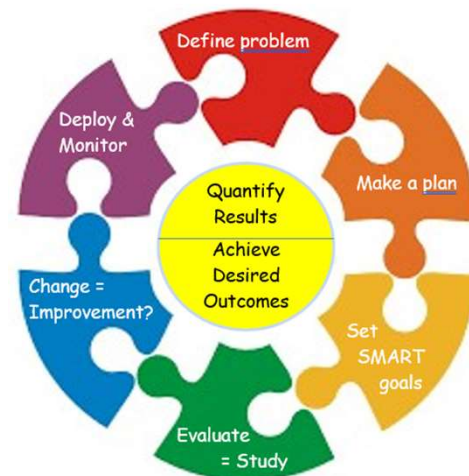 Define problem
Make a plan
Set
SMART
goals
Evaluate
= Study
Change =
Improvement?
Deploy &
Monitor
Quantify
Results
Achieve
Desired
Outcomes